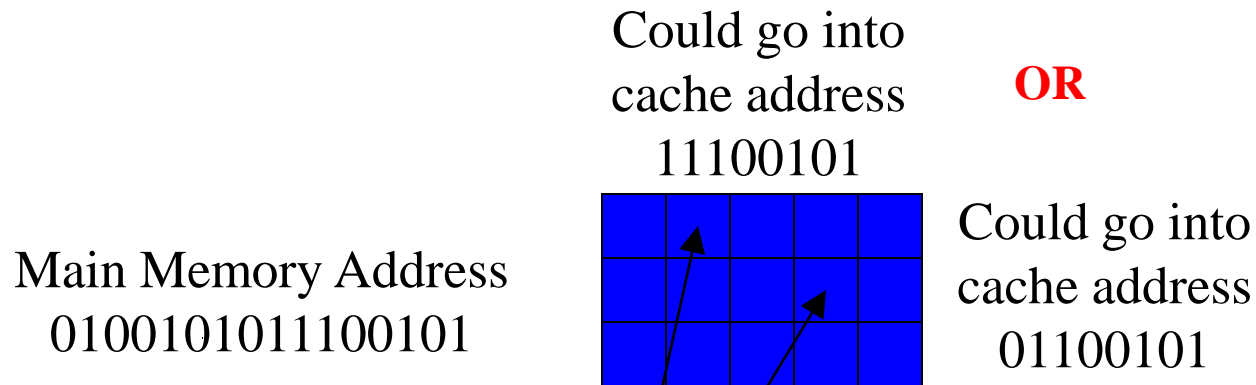 Could go into
cache address
11100101
OR
Main Memory Address
0100101011100101
Could go into
cache address
01100101